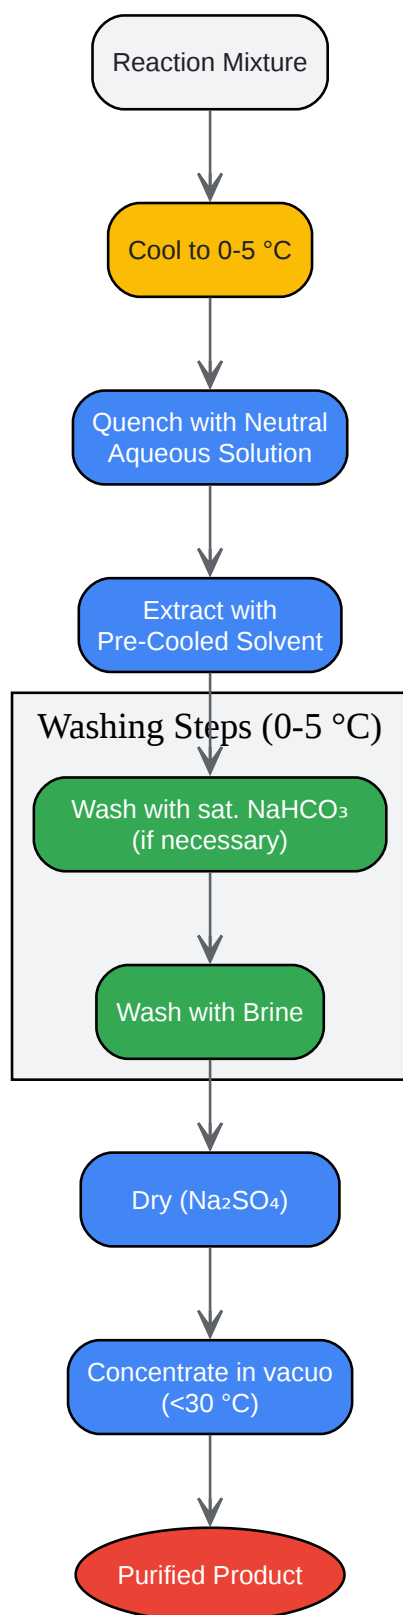 Reaction Mixture
Cool to 0-5 °C
Quench with Neutral
Aqueous Solution
Extract with
Pre-Cooled Solvent
Washing Steps (0-5 °C)
Wash with sat. NaHCO₃
(if necessary)
Wash with Brine
Dry (Na₂SO₄)
Concentrate in vacuo
(<30 °C)
Purified Product